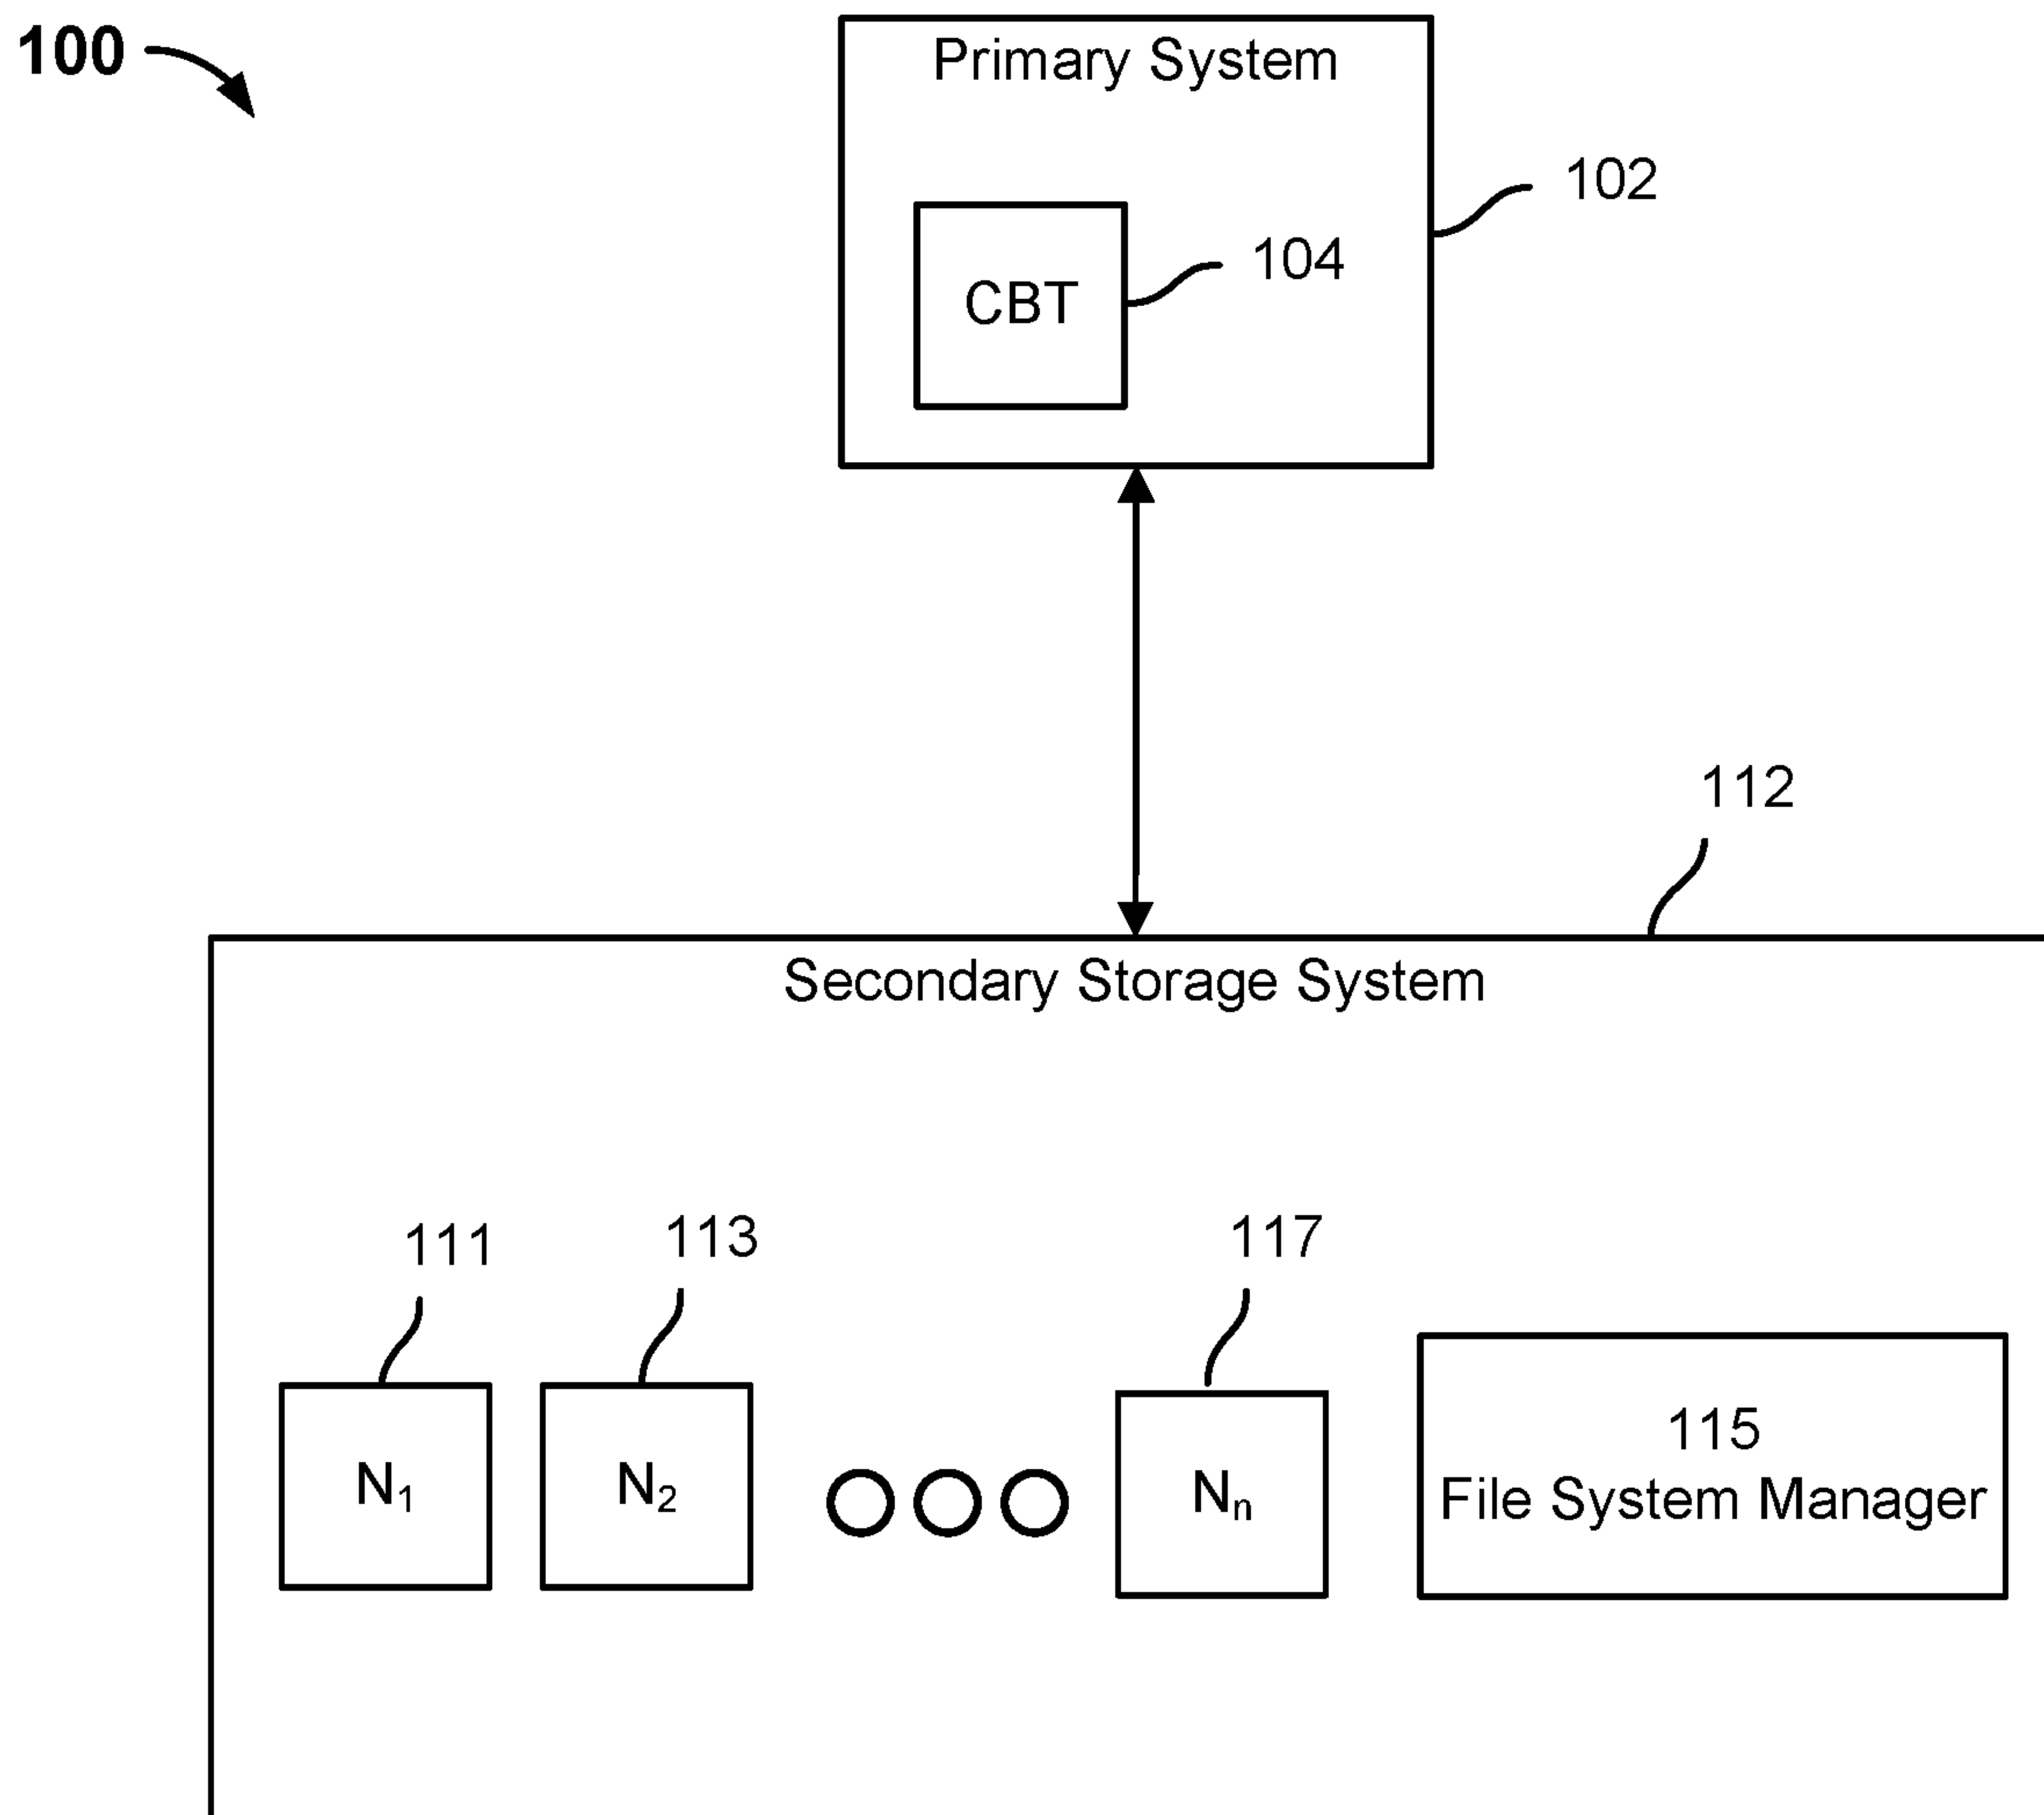 100
Primary System
102
104
CBT
112
Secondary Storage System
111
113
117
N1
N2
Nn
115
File System Manager